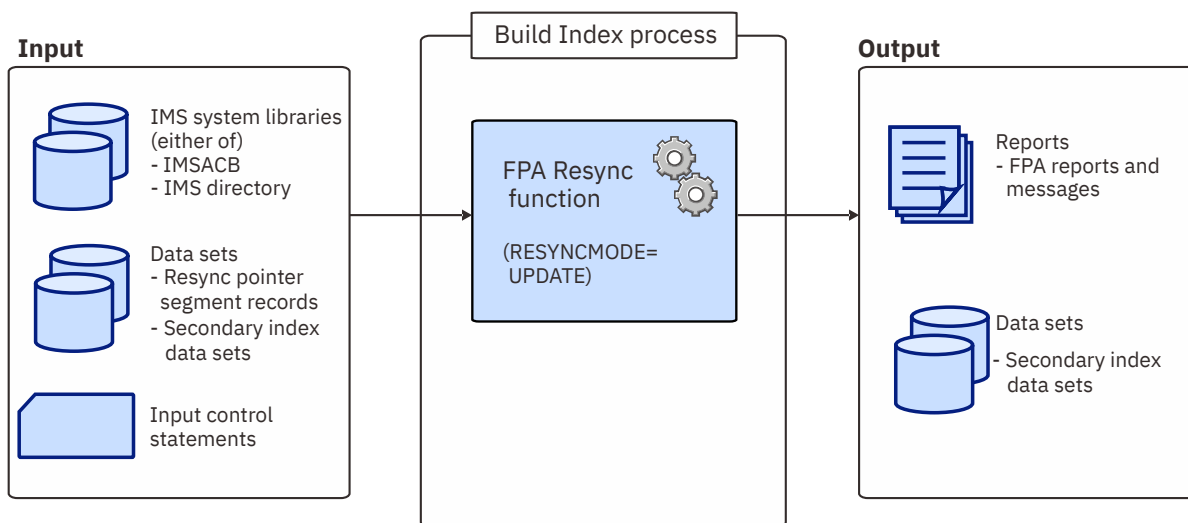 Input
IMS system libraries
(either of)
- IMSACB
- IMS directory
Data sets
- Resync pointer
segment records
- Secondary index
data sets
Input control
statements
Build Index process
FPA Resync
function
(RESYNCMODE=
UPDATE)
Output
Reports
- FPA reports and
messages
Data sets
- Secondary index
data sets